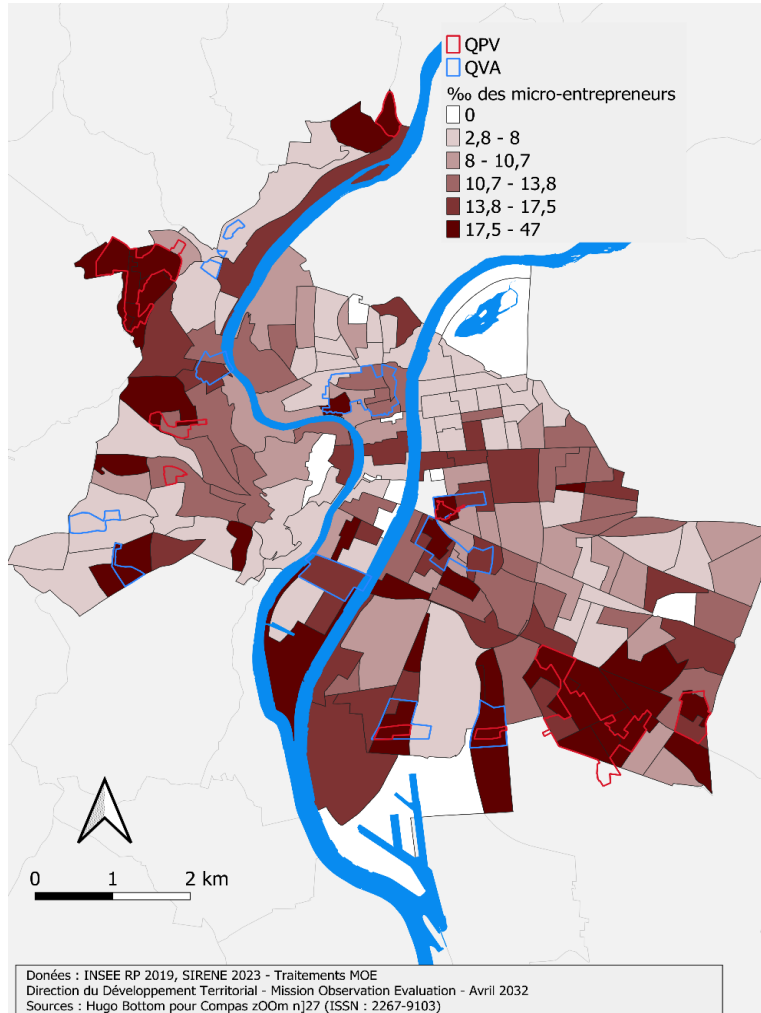 QPV
QVA
‰ des micro-entrepreneurs
0
2,8 - 8
8 - 10,7
10,7 - 13,8
13,8 - 17,5
17,5 - 47
0 1 2 km
Donées : INSEE RP 2019, SIRENE 2023 - Traitements MOE
Direction du Développement Territorial - Mission Observation Evaluation - Avril 2032
Sources : Hugo Bottom pour Compas zOOm n]27 (ISSN : 2267-9103)